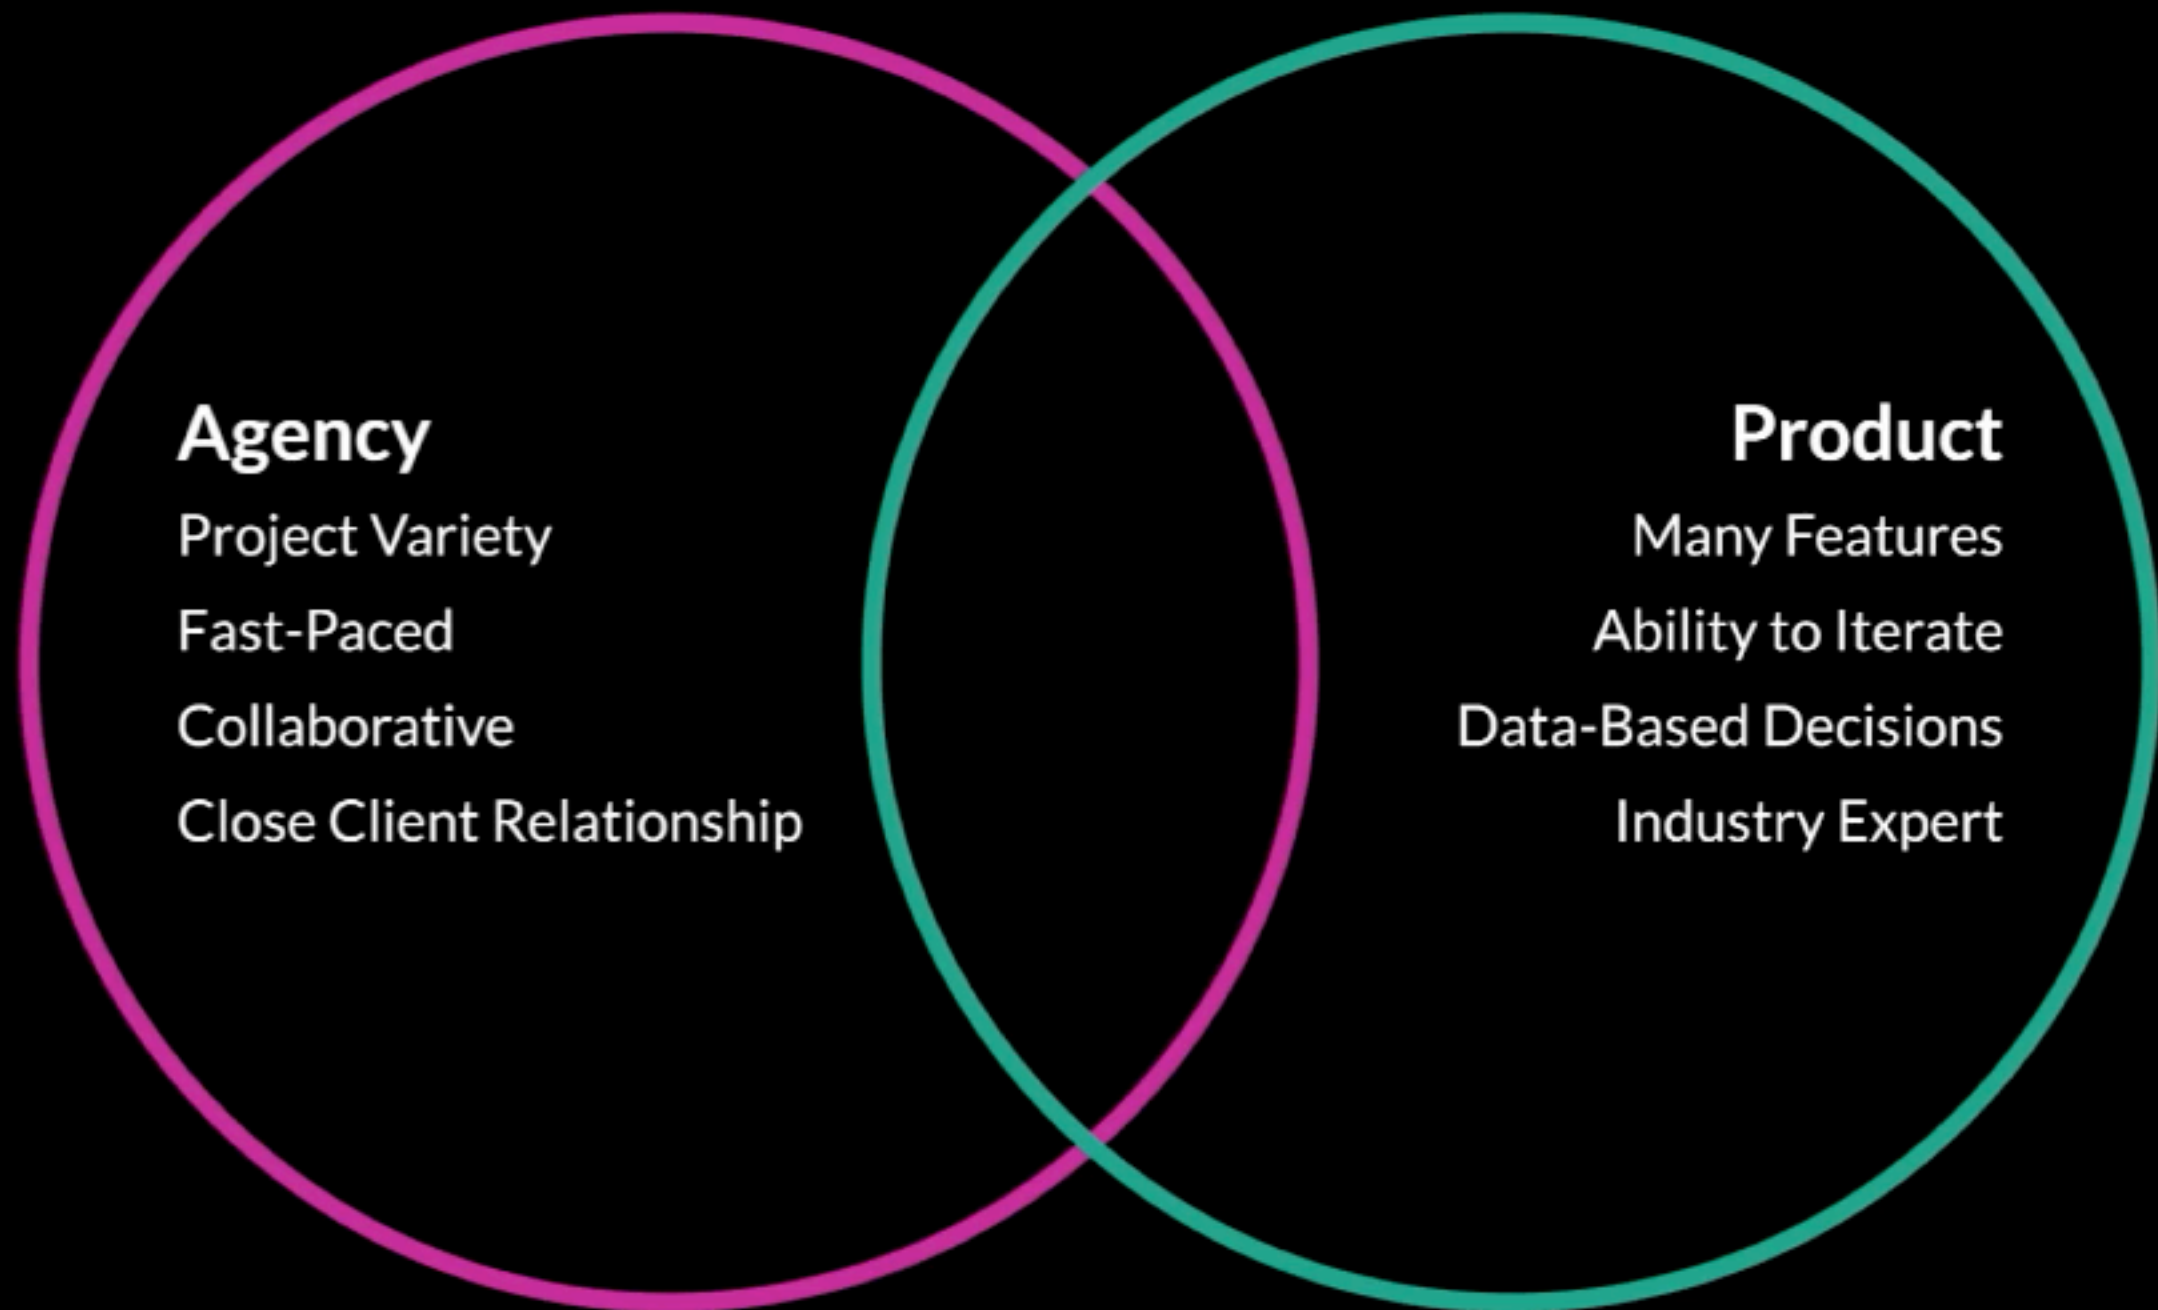 Agency
Project Variety
Fast-Paced
Collaborative
Close Client Relationship
Product
Many Features
Ability to Iterate
Data-Based Decisions
Industry Expert